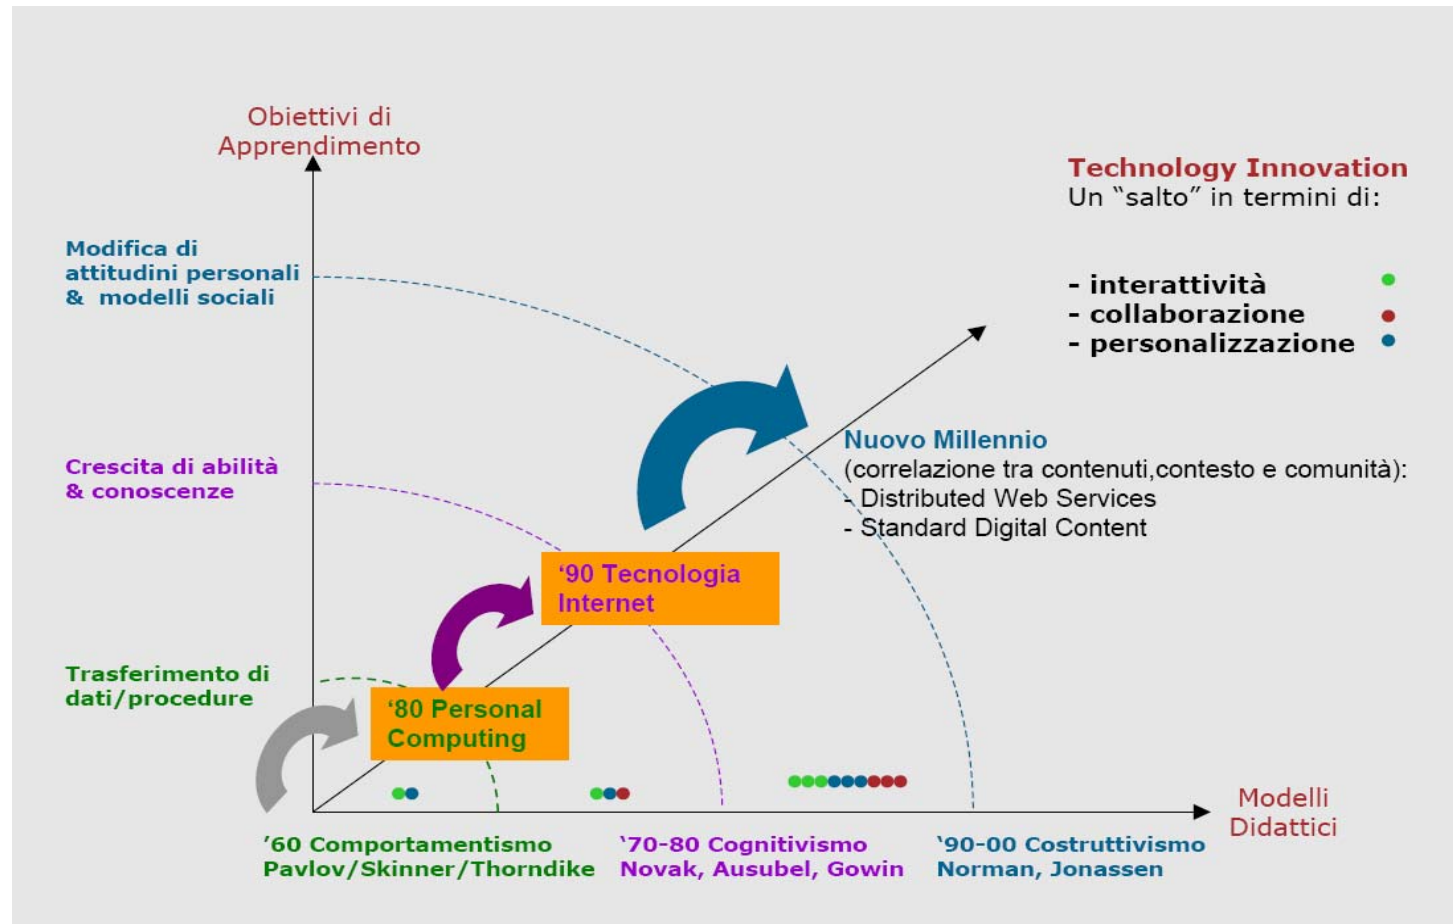 Obiettivi di
Apprendimento
Technology Innovation
Un “salto” in termini di:
- interattività
- collaborazione
- personalizzazione
Modifica di
attitudini personali
& modelli sociali
Nuovo Millennio
(correlazione tra contenuti,contesto e comunità):
- Distributed Web Services
- Standard Digital Content
Crescita di abilità
& conoscenze
‘90 Tecnologia
Internet
Trasferimento di
dati/procedure
‘80 Personal
Computing
Modelli
Didattici
’60 Comportamentismo
Pavlov/Skinner/Thorndike
‘70-80 Cognitivismo
Novak, Ausubel, Gowin
‘90-00 Costruttivismo
Norman, Jonassen